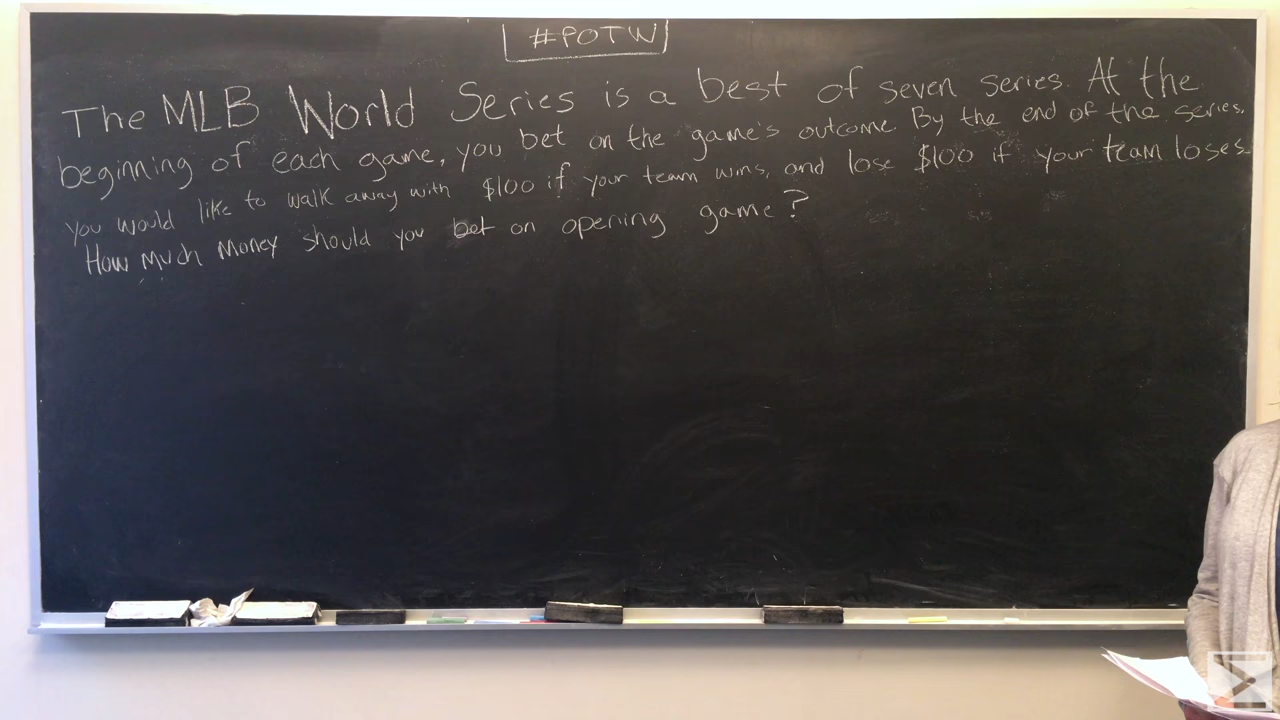 #POTW
The MLB World Series is a best of seven series. At the
beginning of each game, you bet on the game's outcome. By the end of the series,
you would like to walk away with $100 if your team wins, and lose $100 if your team loses.
How much money should you bet on opening game?